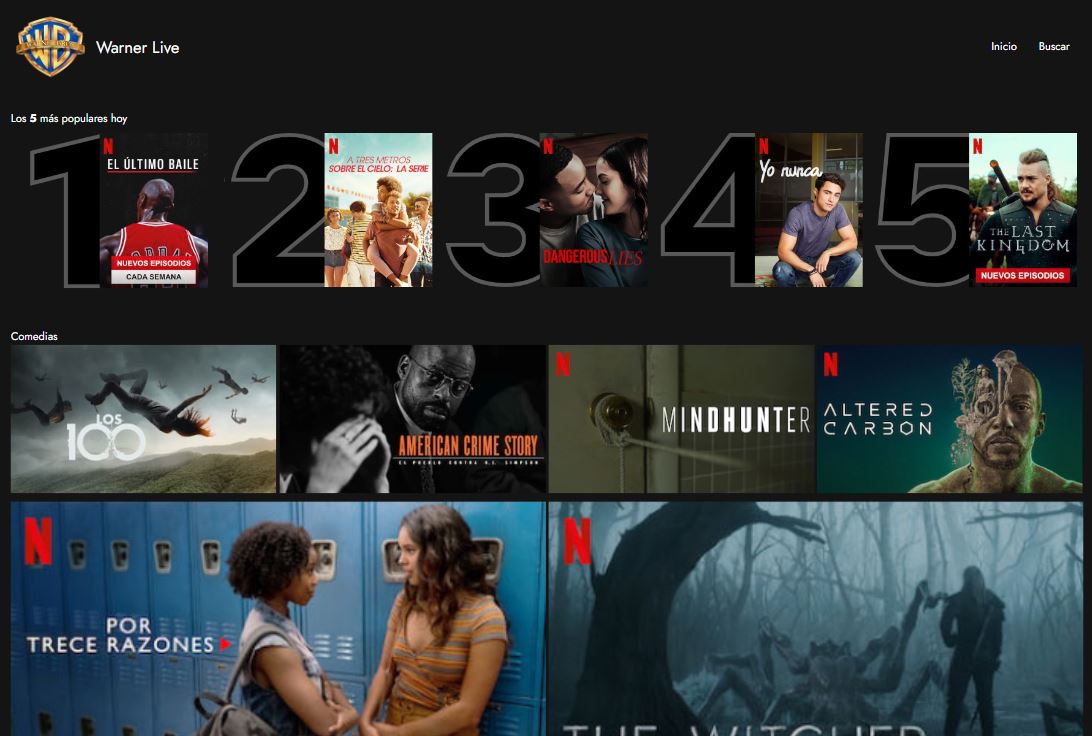 WARNER BROS
Warner Live
Inicio
Buscar
Los 5 más populares hoy
1
N
EL ÚLTIMO BAILE
NUEVOS EPISODIOS
CADA SEMANA
2
N
A TRES METROS
SOBRE EL CIELO: LA SERIE
3
N
DANGEROUS LIES
4
N
Yo nunca
5
N
THE LAST
KINGDOM
NUEVOS EPISODIOS
Comedias
LOS
100
AMERICAN CRIME STORY
EL PUEBLO CONTRA O.J. SIMPSON
N
MINDHUNTER
N
ALTERED
CARBON
N
POR
TRECE RAZONES
N
THE WITCHER